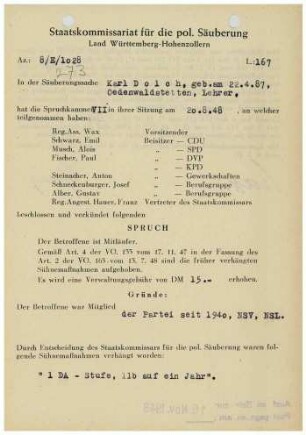 Staatskommissariat für die pol. Säuberung
Land Württemberg-Hohenzollern
Az.: 8/E/1028 L:167
273
In der Säuberungssache Karl Dolch, geb.am 22.4.87,
Oedenwaldstetten, Lehrer,
hat die Spruchkammer VII in ihrer Sitzung am 20.8.48, an welcher
teilgenommen haben:
Reg.Ass. Wax Vorsitzender
Schwarz, Emil Beisitzer — CDU
Musch, Alois „ — SPD
Fischer, Paul „ — DVP
„ — KPD
Steinacher, Anton „ — Gewerkschaften
Schneckenburger, Josef „ — Berufsgruppe
Alber, Gustav „ — Berufsgruppe
Reg.Angest. Hauer, Franz Vertreter des Staatskommissars
beschlossen und verkündet folgenden
SPRUCH
Der Betroffene ist Mitläufer.
Gemäß Art. 4 der VO. 133 vom 17. 11. 47 in der Fassung des
Art. 2 der VO. 165 vom 13. 7. 48 sind die früher verhängten
Sühnemaßnahmen aufgehoben.
Es wird eine Verwaltungsgebühr von DM 15.- erhoben.
Gründe:
Der Betroffene war Mitglied
der Partei seit 1940, NSV, NSL.
Durch Entscheidung des Staatskommissars für die pol. Säuberung waren fol-
gende Sühnemaßnahmen verhängt worden:
"1 DA - Stufe, 11b auf ein Jahr".